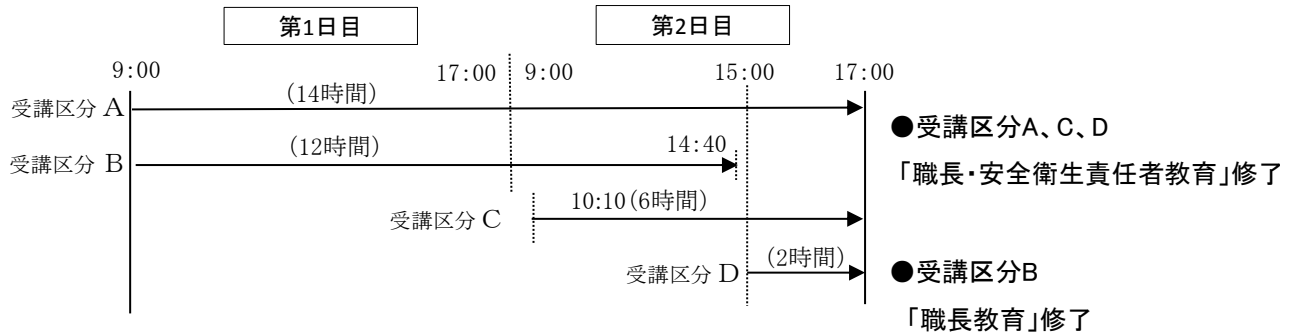 第1日目
第2日目
9:00
17:00
9:00
15:00
17:00
受講区分 A
(14時間)
受講区分 B
(12時間)
14:40
受講区分 C
10:10(6時間)
受講区分 D
(2時間)
●受講区分A、C、D
「職長・安全衛生責任者教育」修了
●受講区分B
「職長教育」修了